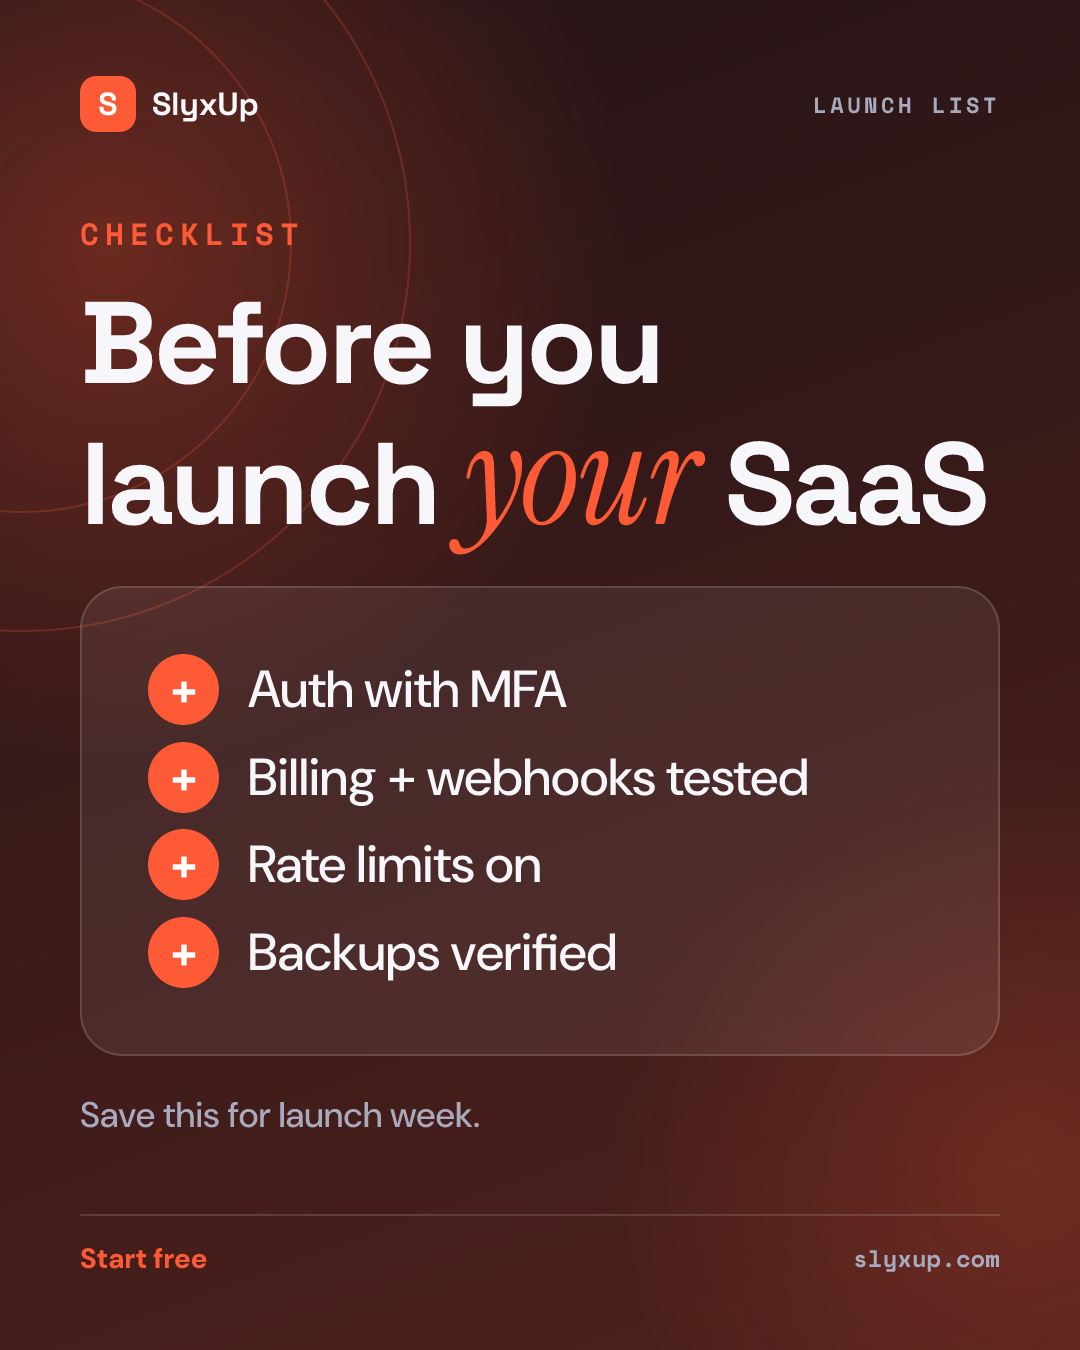 S SlyxUp
LAUNCH LIST
CHECKLIST
Before you
launch your SaaS
+ Auth with MFA
+ Billing + webhooks tested
+ Rate limits on
+ Backups verified
Save this for launch week.
Start free
slyxup.com